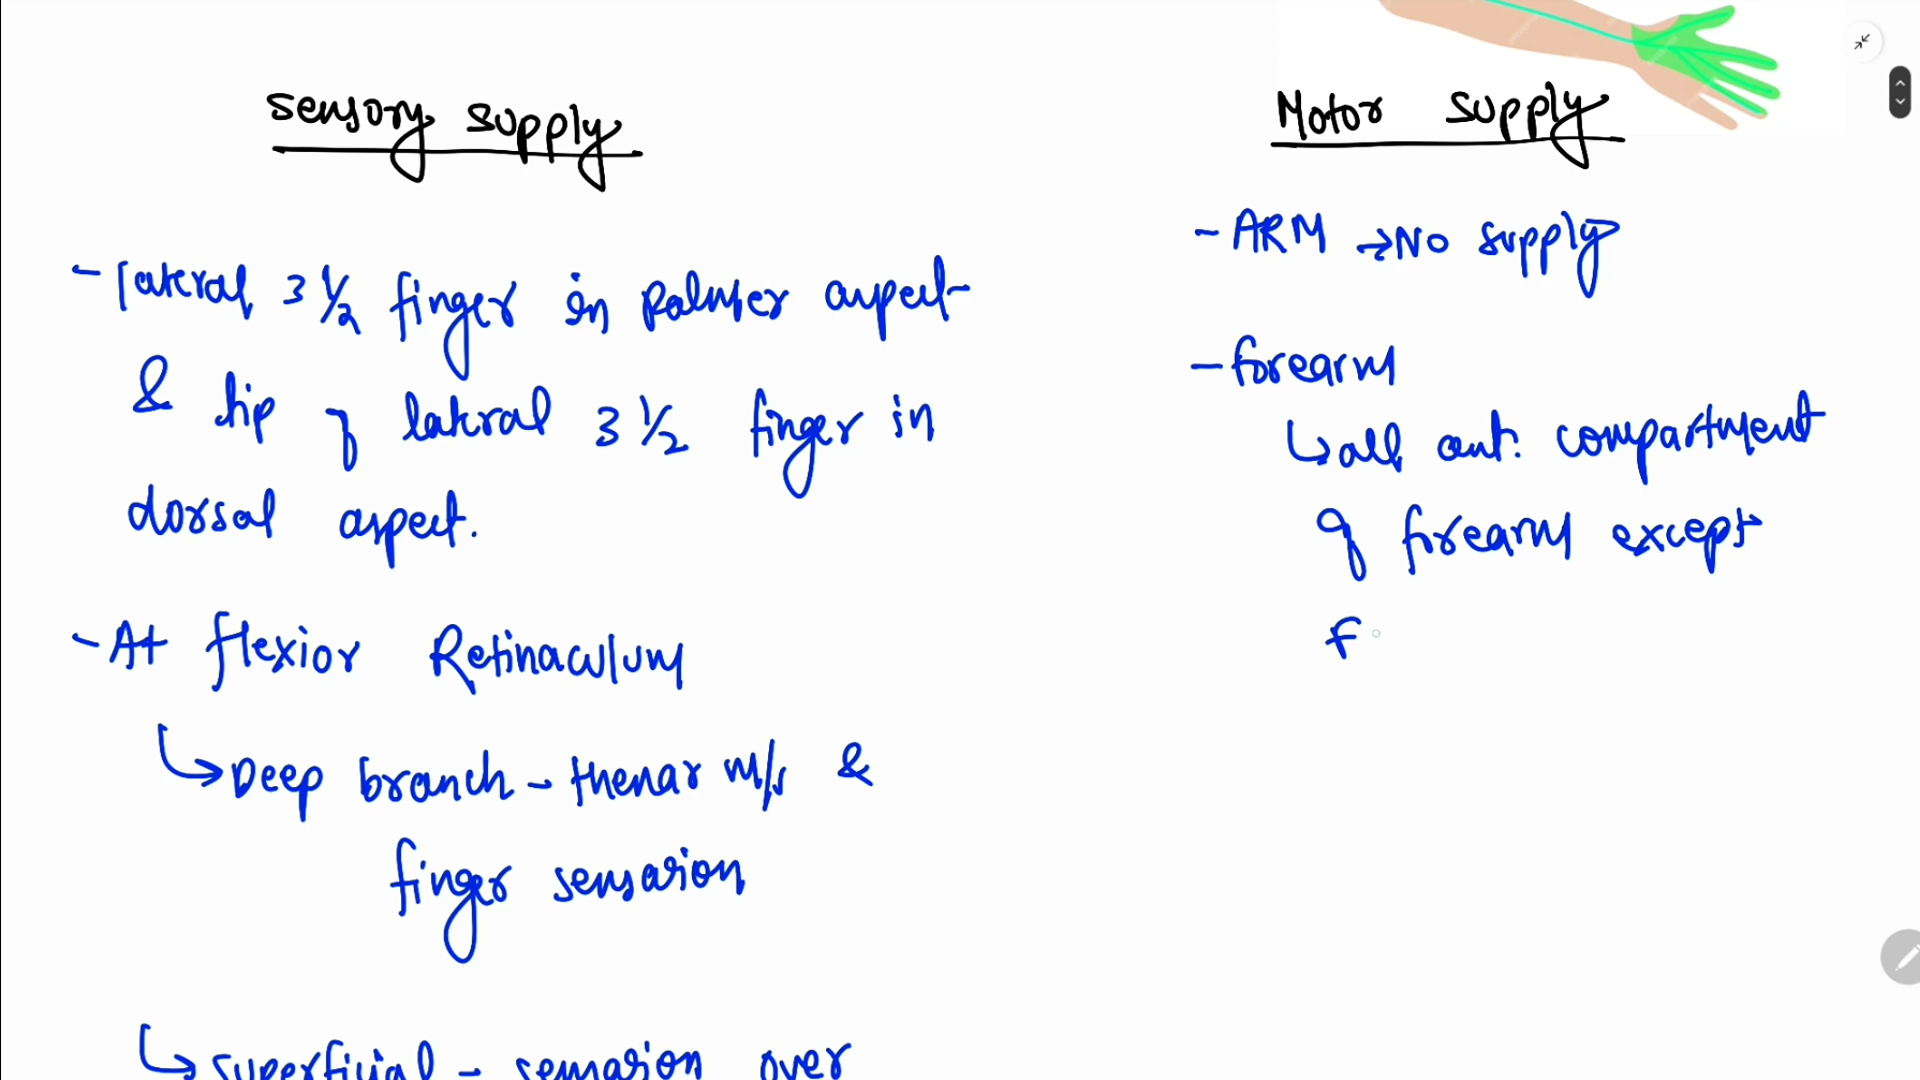 Sensory supply
- lateral 3 1/2 finger in Palmer aspect
& tip of lateral 3 1/2 finger in
dorsal aspect.
- At flexior Retinaculum
↳ Deep branch - thenar m/s &
finger sensasion
↳ superficial - sensasion over
Motor supply
- ARM → No supply
- forearm
↳ all ant. compartment
of forearm except
F